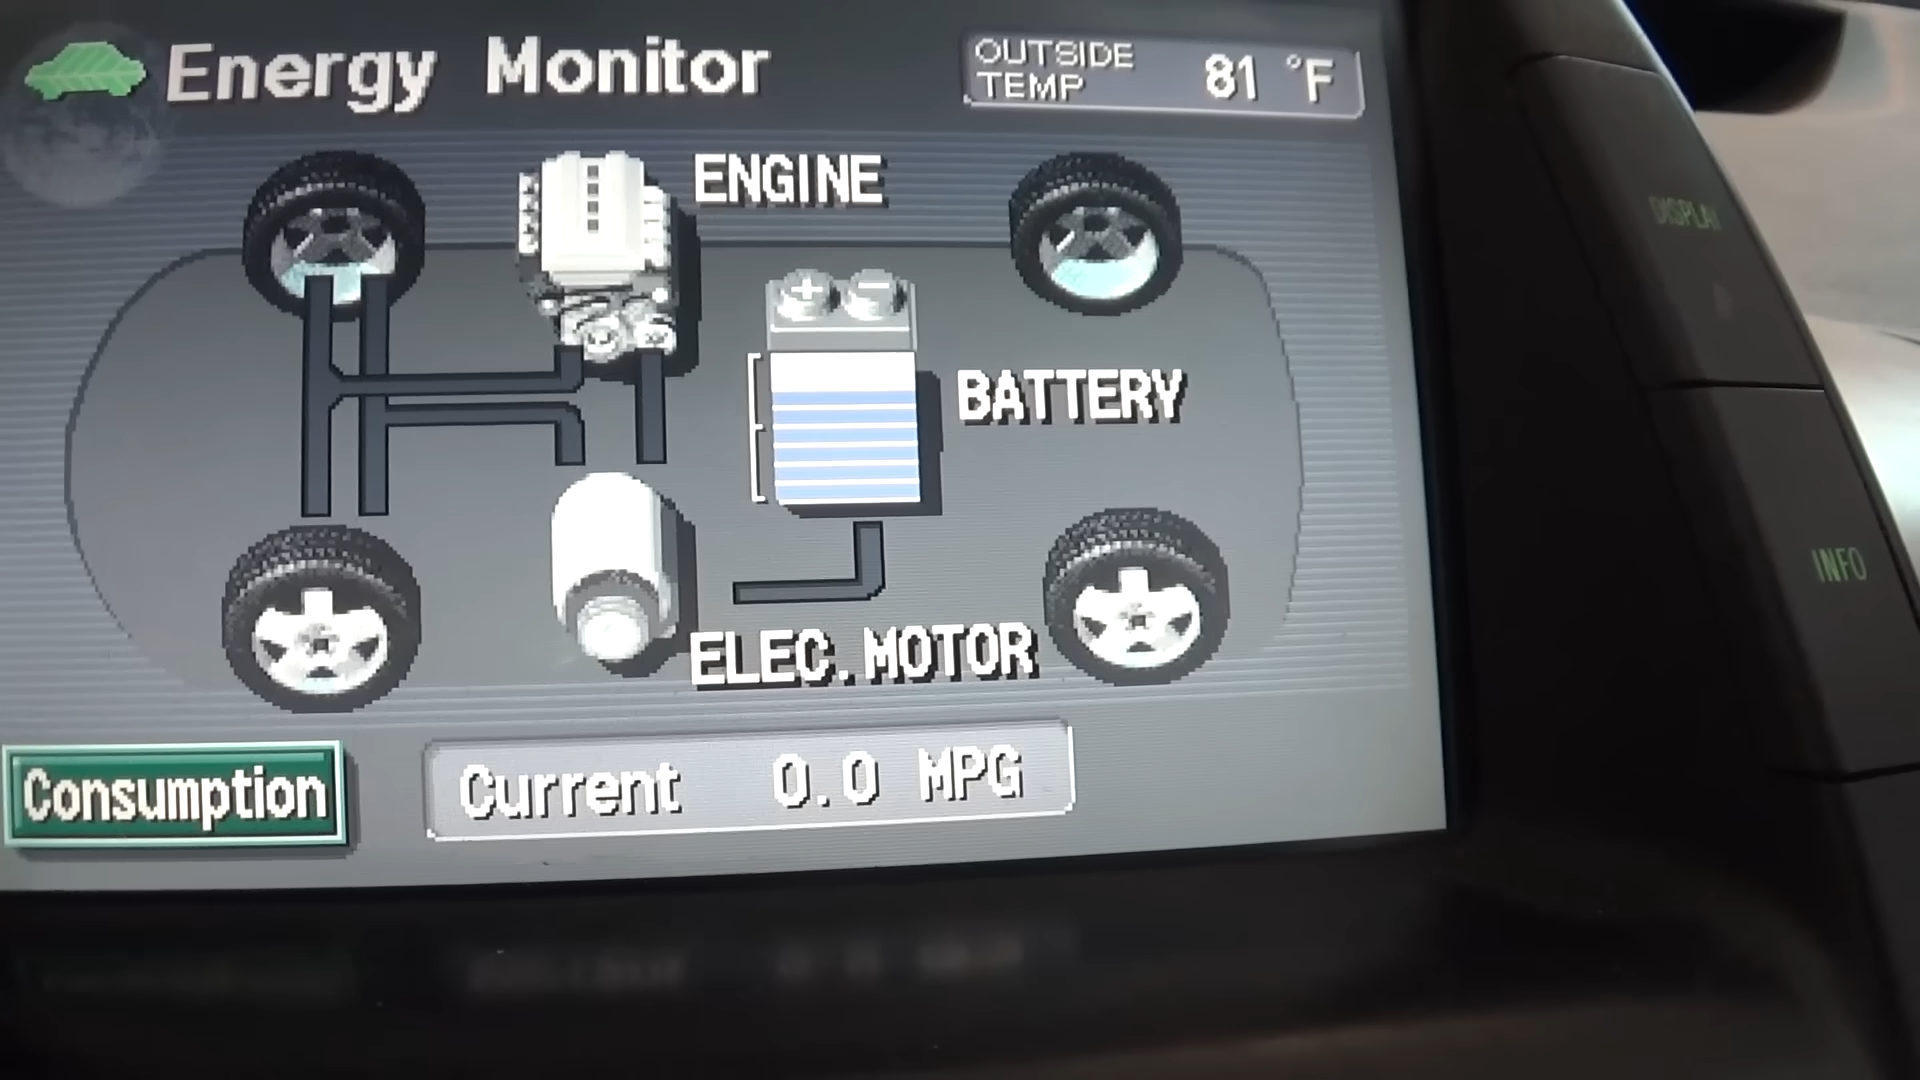 Energy Monitor
OUTSIDE
TEMP 81 °F
ENGINE
DISPLAY
+ −
BATTERY
INFO
ELEC.MOTOR
Consumption
Current 0.0 MPG